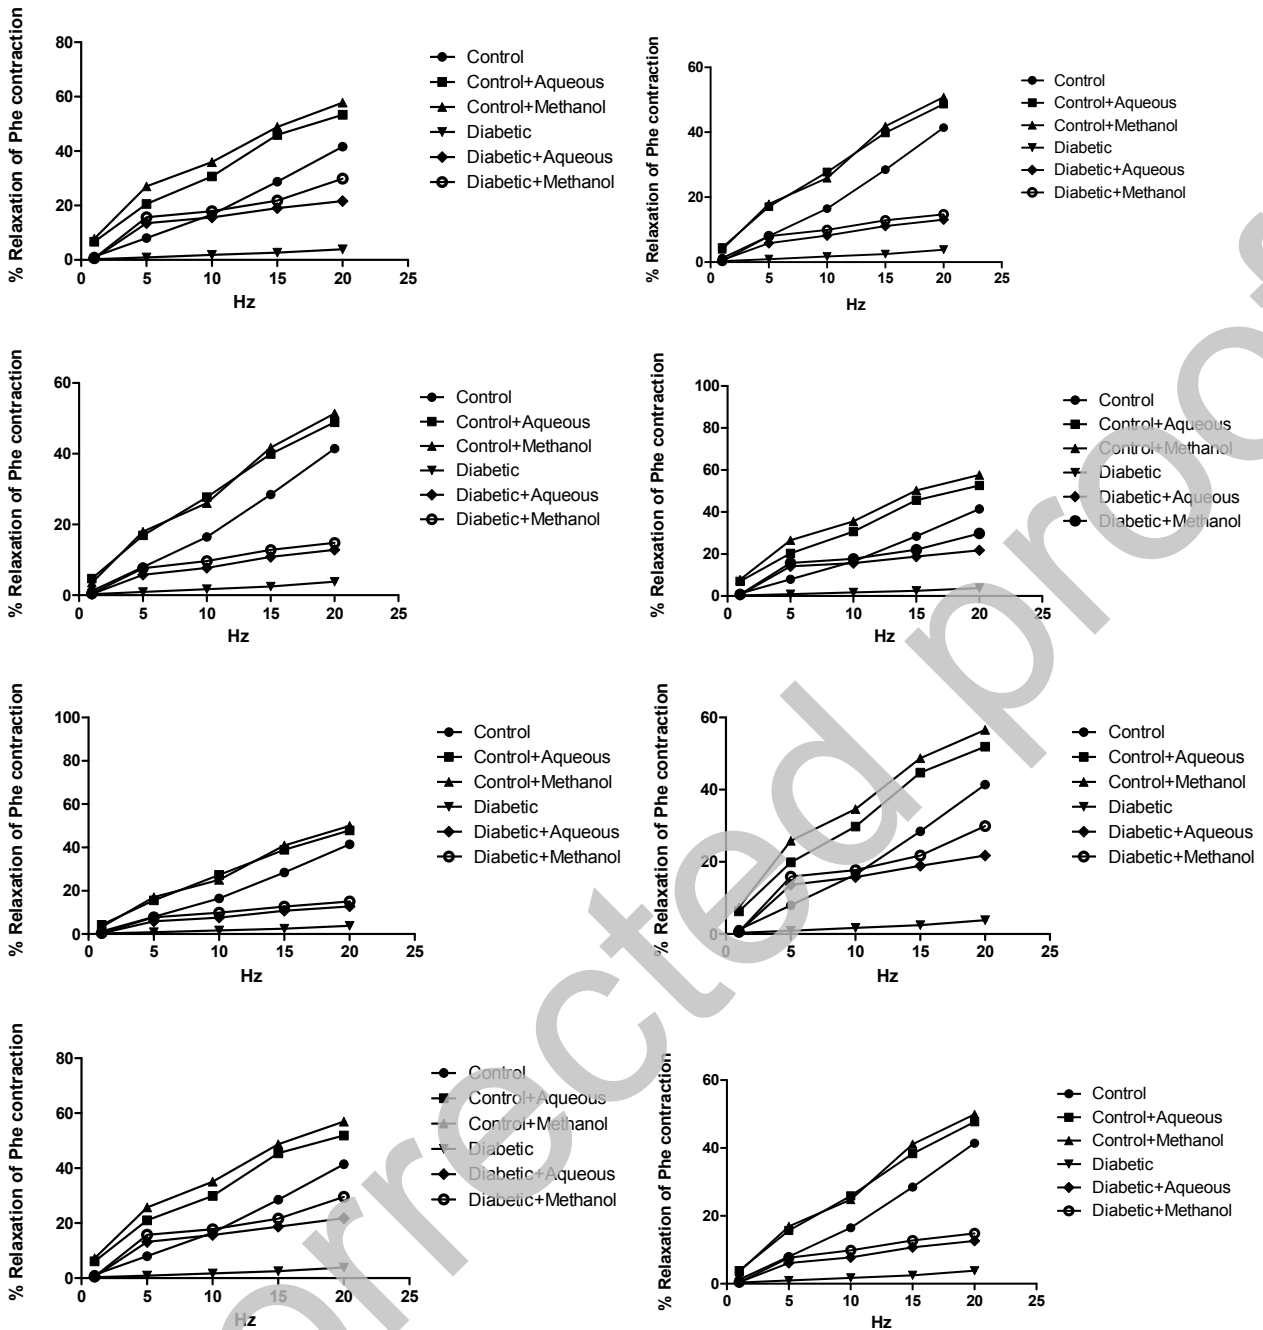 % Relaxation of Phe contraction
80
60
40
20
0
0
5
10
15
20
25
Hz
Control
Control+Aqueous
Control+Methanol
Diabetic
Diabetic+Aqueous
Diabetic+Methanol
% Relaxation of Phe contraction
60
40
20
0
0
5
10
15
20
25
Hz
Control
Control+Aqueous
Control+Methanol
Diabetic
Diabetic+Aqueous
Diabetic+Methanol
% Relaxation of Phe contraction
60
40
20
0
0
5
10
15
20
25
Hz
Control
Control+Aqueous
Control+Methanol
Diabetic
Diabetic+Aqueous
Diabetic+Methanol
% Relaxation of Phe contraction
100
80
60
40
20
0
0
5
10
15
20
25
Hz
Control
Control+Aqueous
Control+Methanol
Diabetic
Diabetic+Aqueous
Diabetic+Methanol
% Relaxation of Phe contraction
100
80
60
40
20
0
0
5
10
15
20
25
Hz
Control
Control+Aqueous
Control+Methanol
Diabetic
Diabetic+Aqueous
Diabetic+Methanol
% Relaxation of Phe contraction
60
40
20
0
0
5
10
15
20
25
Hz
Control
Control+Aqueous
Control+Methanol
Diabetic
Diabetic+Aqueous
Diabetic+Methanol
% Relaxation of Phe contraction
80
60
40
20
0
0
5
10
15
20
25
Hz
Control
Control+Aqueous
Control+Methanol
Diabetic
Diabetic+Aqueous
Diabetic+Methanol
% Relaxation of Phe contraction
60
40
20
0
0
5
10
15
20
25
Hz
Control
Control+Aqueous
Control+Methanol
Diabetic
Diabetic+Aqueous
Diabetic+Methanol
orrected proof